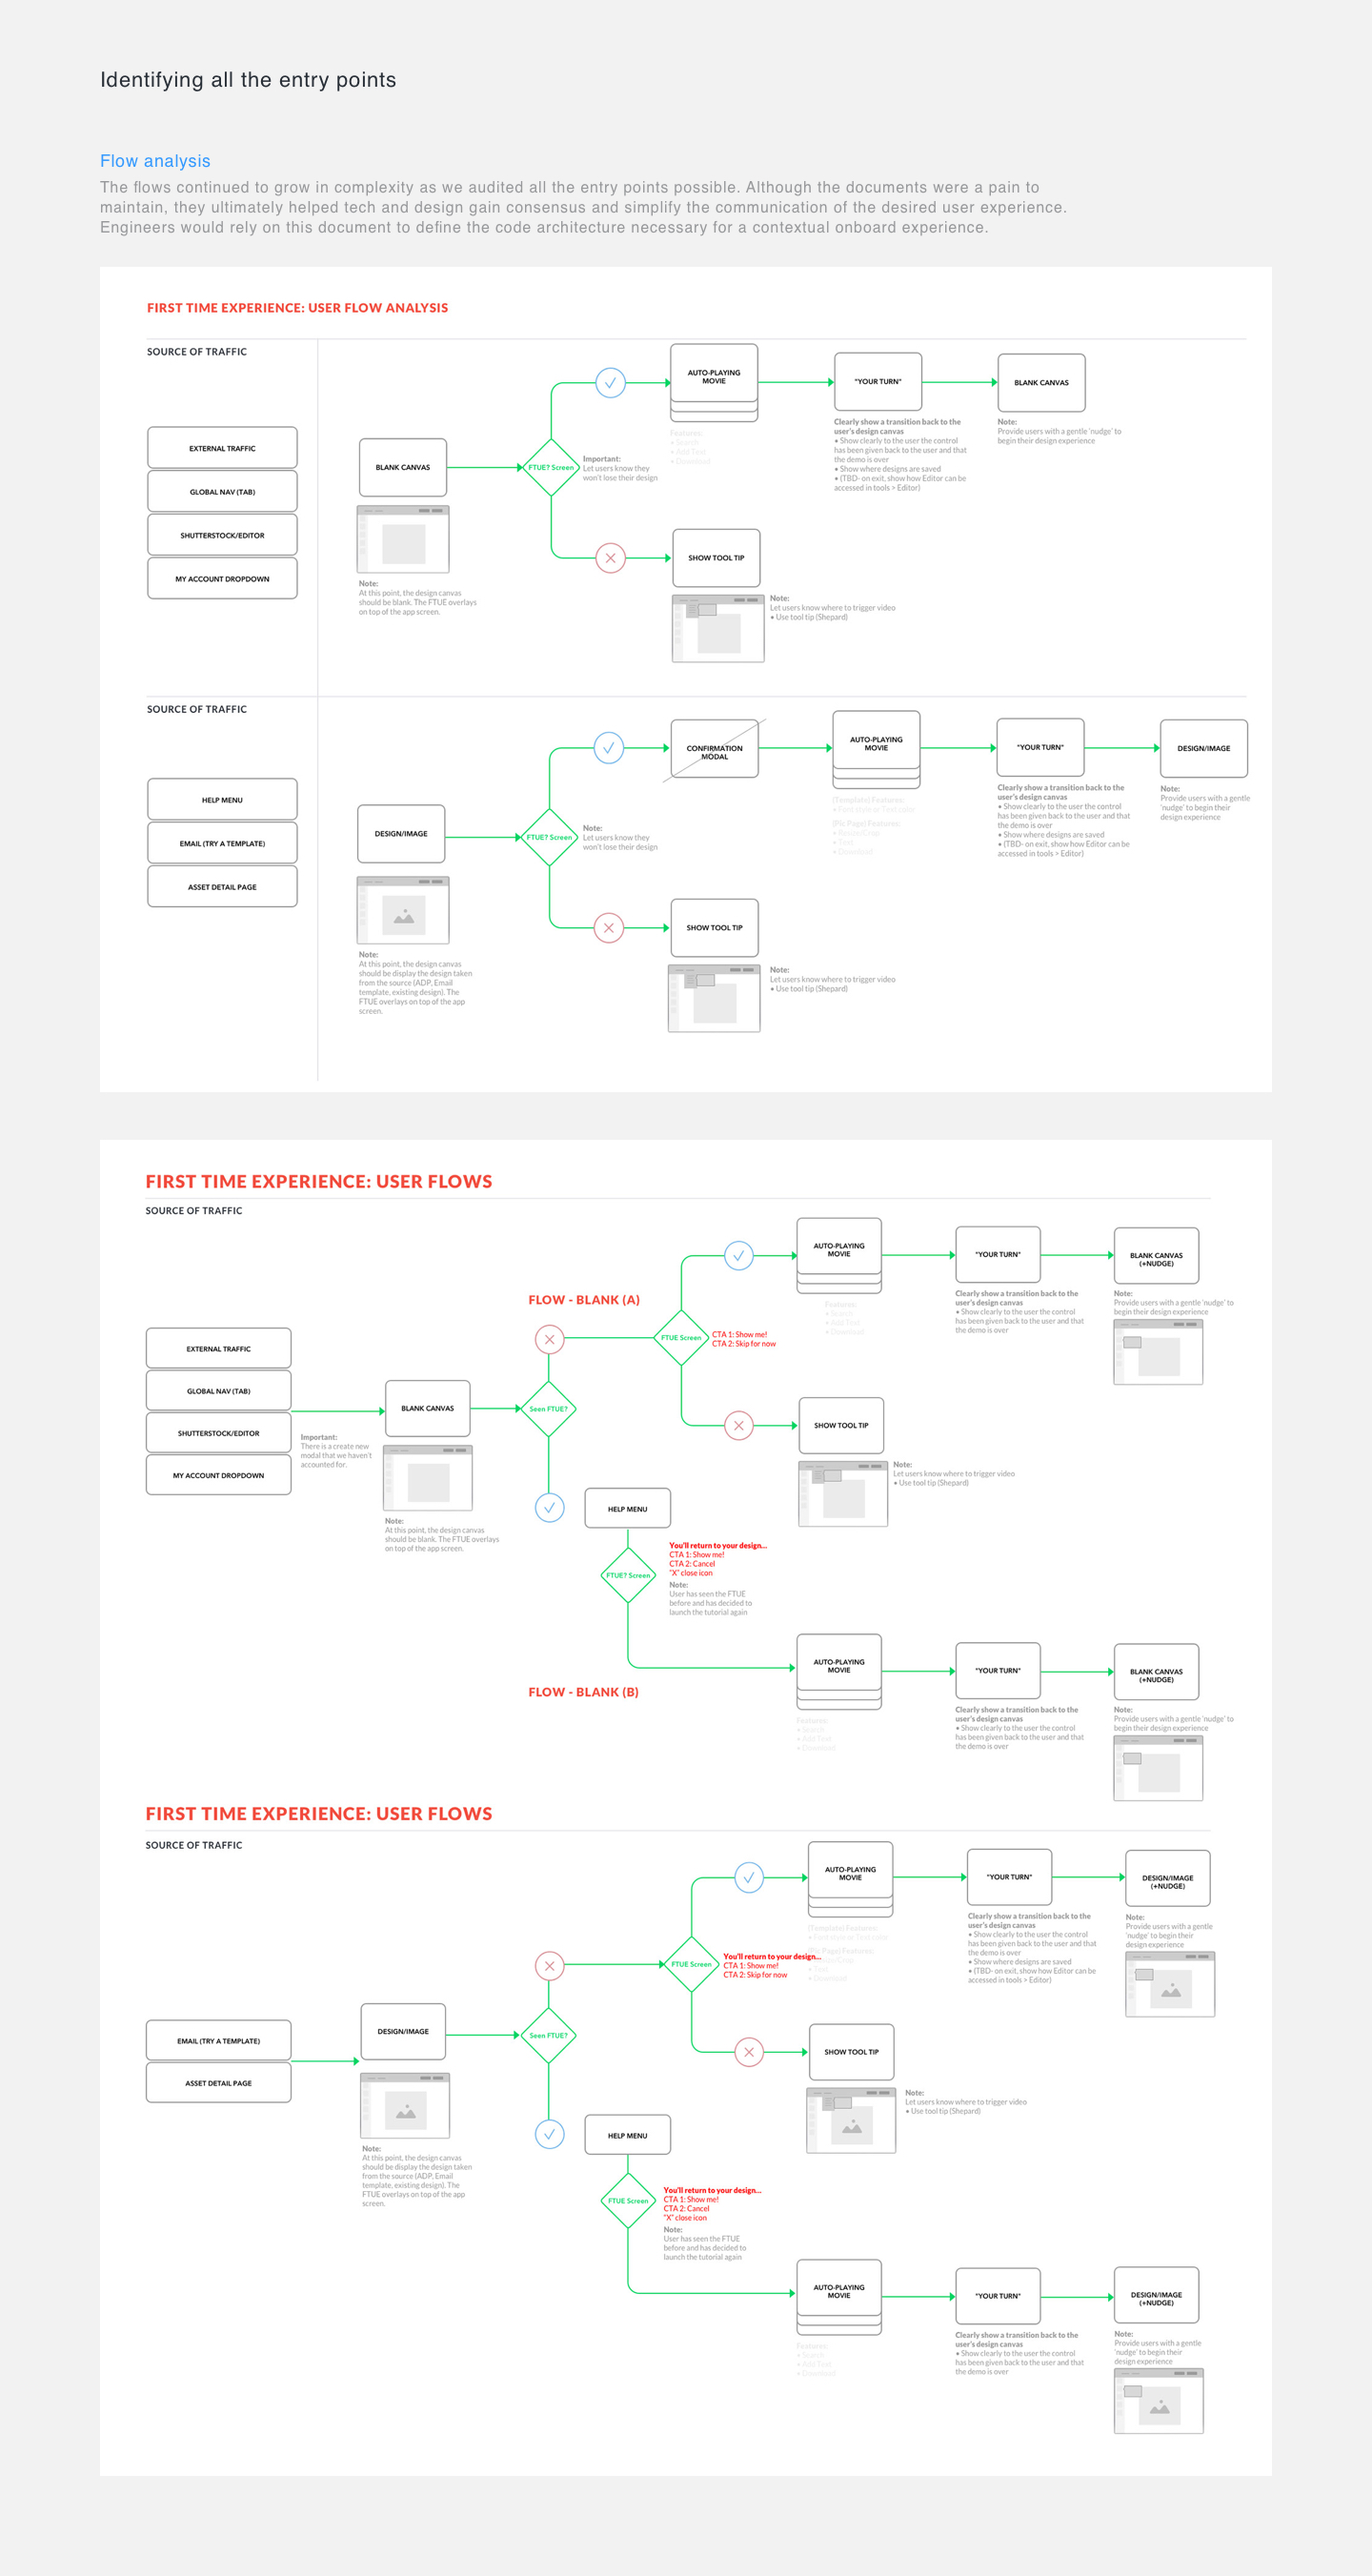 Identifying all the entry points
Flow analysis
The flows continued to grow in complexity as we audited all the entry points possible. Although the documents were a pain to
maintain, they ultimately helped tech and design gain consensus and simplify the communication of the desired user experience.
Engineers would rely on this document to define the code architecture necessary for a contextual onboard experience.
FIRST TIME EXPERIENCE: USER FLOW ANALYSIS
SOURCE OF TRAFFIC
EXTERNAL TRAFFIC
GLOBAL NAV (TAB)
SHUTTERSTOCK/EDITOR
MY ACCOUNT DROPDOWN
BLANK CANVAS
Note:
At this point, the design canvas
should be blank. The FTUE overlays
on top of the app screen.
FTUE? Screen
Important:
Let users know they
won't lose their design
AUTO-PLAYING
MOVIE
Features:
• Search
• Add Text
• Download
"YOUR TURN"
Clearly show a transition back to the
user's design canvas
• Show clearly to the user the control
has been given back to the user and that
the demo is over
• Show where designs are saved
• (TBD- on exit, show how Editor can be
accessed in tools > Editor)
BLANK CANVAS
Note:
Provide users with a gentle 'nudge' to
begin their design experience
SHOW TOOL TIP
Note:
Let users know where to trigger video
• Use tool tip (Shepard)
SOURCE OF TRAFFIC
HELP MENU
EMAIL (TRY A TEMPLATE)
ASSET DETAIL PAGE
DESIGN/IMAGE
Note:
At this point, the design canvas
should be display the design taken
from the source (ADP, Email
template, existing design). The
FTUE overlays on top of the app
screen.
FTUE? Screen
Note:
Let users know they
won't lose their design
CONFIRMATION
MODAL
AUTO-PLAYING
MOVIE
(Template) Features:
• Font style or Text color
(Pic Page) Features:
• Resize/Crop
• Text
• Download
"YOUR TURN"
Clearly show a transition back to the
user's design canvas
• Show clearly to the user the control
has been given back to the user and that
the demo is over
• Show where designs are saved
• (TBD- on exit, show how Editor can be
accessed in tools > Editor)
DESIGN/IMAGE
Note:
Provide users with a gentle
'nudge' to begin their
design experience
SHOW TOOL TIP
Note:
Let users know where to trigger video
• Use tool tip (Shepard)
FIRST TIME EXPERIENCE: USER FLOWS
SOURCE OF TRAFFIC
EXTERNAL TRAFFIC
GLOBAL NAV (TAB)
SHUTTERSTOCK/EDITOR
MY ACCOUNT DROPDOWN
Important:
There is a create new
modal that we haven't
accounted for.
BLANK CANVAS
Note:
At this point, the design canvas
should be blank. The FTUE overlays
on top of the app screen.
FLOW - BLANK (A)
Seen FTUE?
FTUE Screen
CTA 1: Show me!
CTA 2: Skip for now
AUTO-PLAYING
MOVIE
Features:
• Search
• Add Text
• Download
"YOUR TURN"
Clearly show a transition back to the
user's design canvas
• Show clearly to the user the control
has been given back to the user and that
the demo is over
BLANK CANVAS
(+NUDGE)
Note:
Provide users with a gentle 'nudge' to
begin their design experience
SHOW TOOL TIP
Note:
Let users know where to trigger video
• Use tool tip (Shepard)
HELP MENU
FTUE? Screen
You'll return to your design...
CTA 1: Show me!
CTA 2: Cancel
"X" close icon
Note:
User has seen the FTUE
before and has decided to
launch the tutorial again
FLOW - BLANK (B)
AUTO-PLAYING
MOVIE
Features:
• Search
• Add Text
• Download
"YOUR TURN"
Clearly show a transition back to the
user's design canvas
• Show clearly to the user the control
has been given back to the user and that
the demo is over
BLANK CANVAS
(+NUDGE)
Note:
Provide users with a gentle 'nudge' to
begin their design experience
FIRST TIME EXPERIENCE: USER FLOWS
SOURCE OF TRAFFIC
EMAIL (TRY A TEMPLATE)
ASSET DETAIL PAGE
DESIGN/IMAGE
Note:
At this point, the design canvas
should be display the design taken
from the source (ADP, Email
template, existing design). The
FTUE overlays on top of the app
screen.
Seen FTUE?
FTUE Screen
You'll return to your design...
CTA 1: Show me!
CTA 2: Skip for now
AUTO-PLAYING
MOVIE
(Template) Features:
• Font style or Text color
(Pic Page) Features:
• Text
• Download
"YOUR TURN"
Clearly show a transition back to the
user's design canvas
• Show clearly to the user the control
has been given back to the user and that
the demo is over
• Show where designs are saved
• (TBD- on exit, show how Editor can be
accessed in tools > Editor)
DESIGN/IMAGE
(+NUDGE)
Note:
Provide users with a gentle
'nudge' to begin their
design experience
SHOW TOOL TIP
Note:
Let users know where to trigger video
• Use tool tip (Shepard)
HELP MENU
FTUE Screen
You'll return to your design...
CTA 1: Show me!
CTA 2: Cancel
"X" close icon
Note:
User has seen the FTUE
before and has decided to
launch the tutorial again
AUTO-PLAYING
MOVIE
Features:
• Search
• Add Text
• Download
"YOUR TURN"
Clearly show a transition back to the
user's design canvas
• Show clearly to the user the control
has been given back to the user and that
the demo is over
DESIGN/IMAGE
(+NUDGE)
Note:
Provide users with a gentle
'nudge' to begin their
design experience